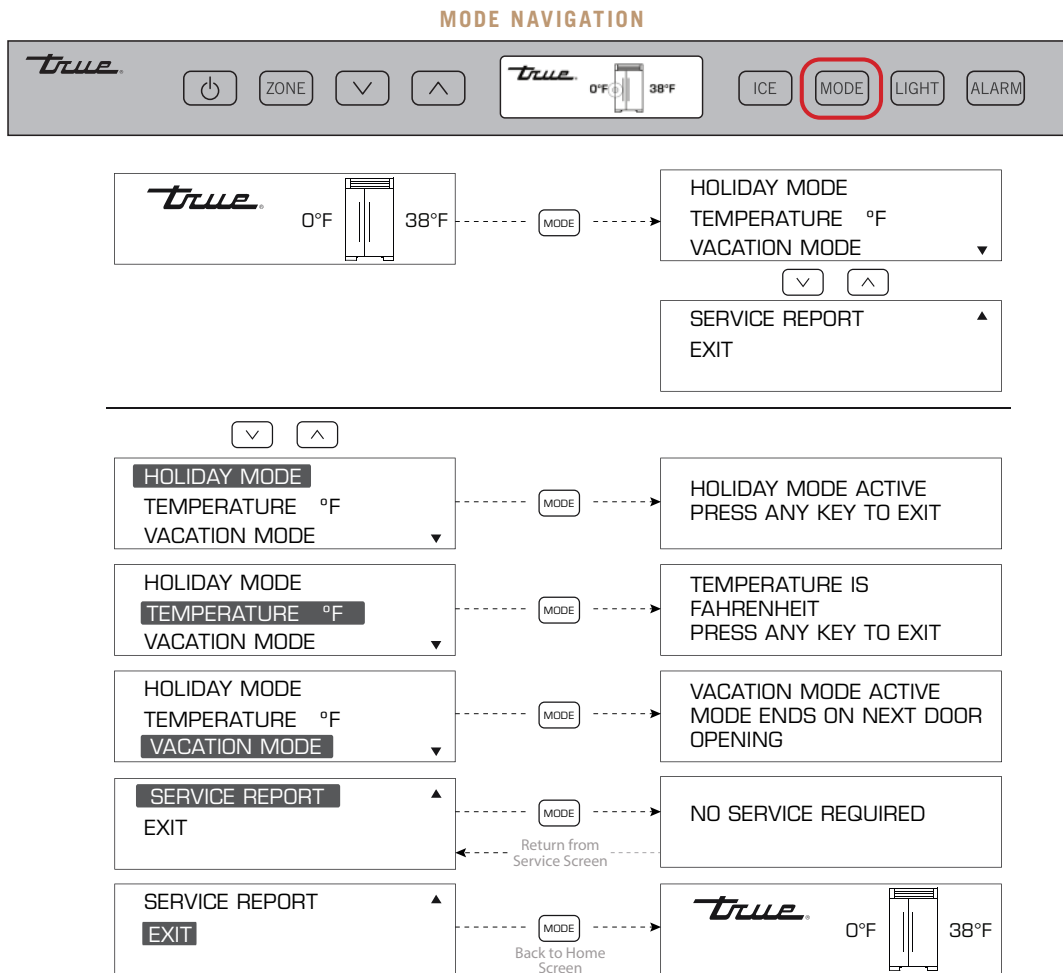 MODE NAVIGATION
true. ZONE true. 0°F 38°F ICE MODE LIGHT ALARM
true. 0°F 38°F MODE
HOLIDAY MODE
TEMPERATURE °F
VACATION MODE
SERVICE REPORT
EXIT
HOLIDAY MODE
TEMPERATURE °F
VACATION MODE
MODE
HOLIDAY MODE ACTIVE
PRESS ANY KEY TO EXIT
HOLIDAY MODE
TEMPERATURE °F
VACATION MODE
MODE
TEMPERATURE IS
FAHRENHEIT
PRESS ANY KEY TO EXIT
HOLIDAY MODE
TEMPERATURE °F
VACATION MODE
MODE
VACATION MODE ACTIVE
MODE ENDS ON NEXT DOOR
OPENING
SERVICE REPORT
EXIT
MODE
Return from
Service Screen
NO SERVICE REQUIRED
SERVICE REPORT
EXIT
MODE
Back to Home
Screen
true. 0°F 38°F